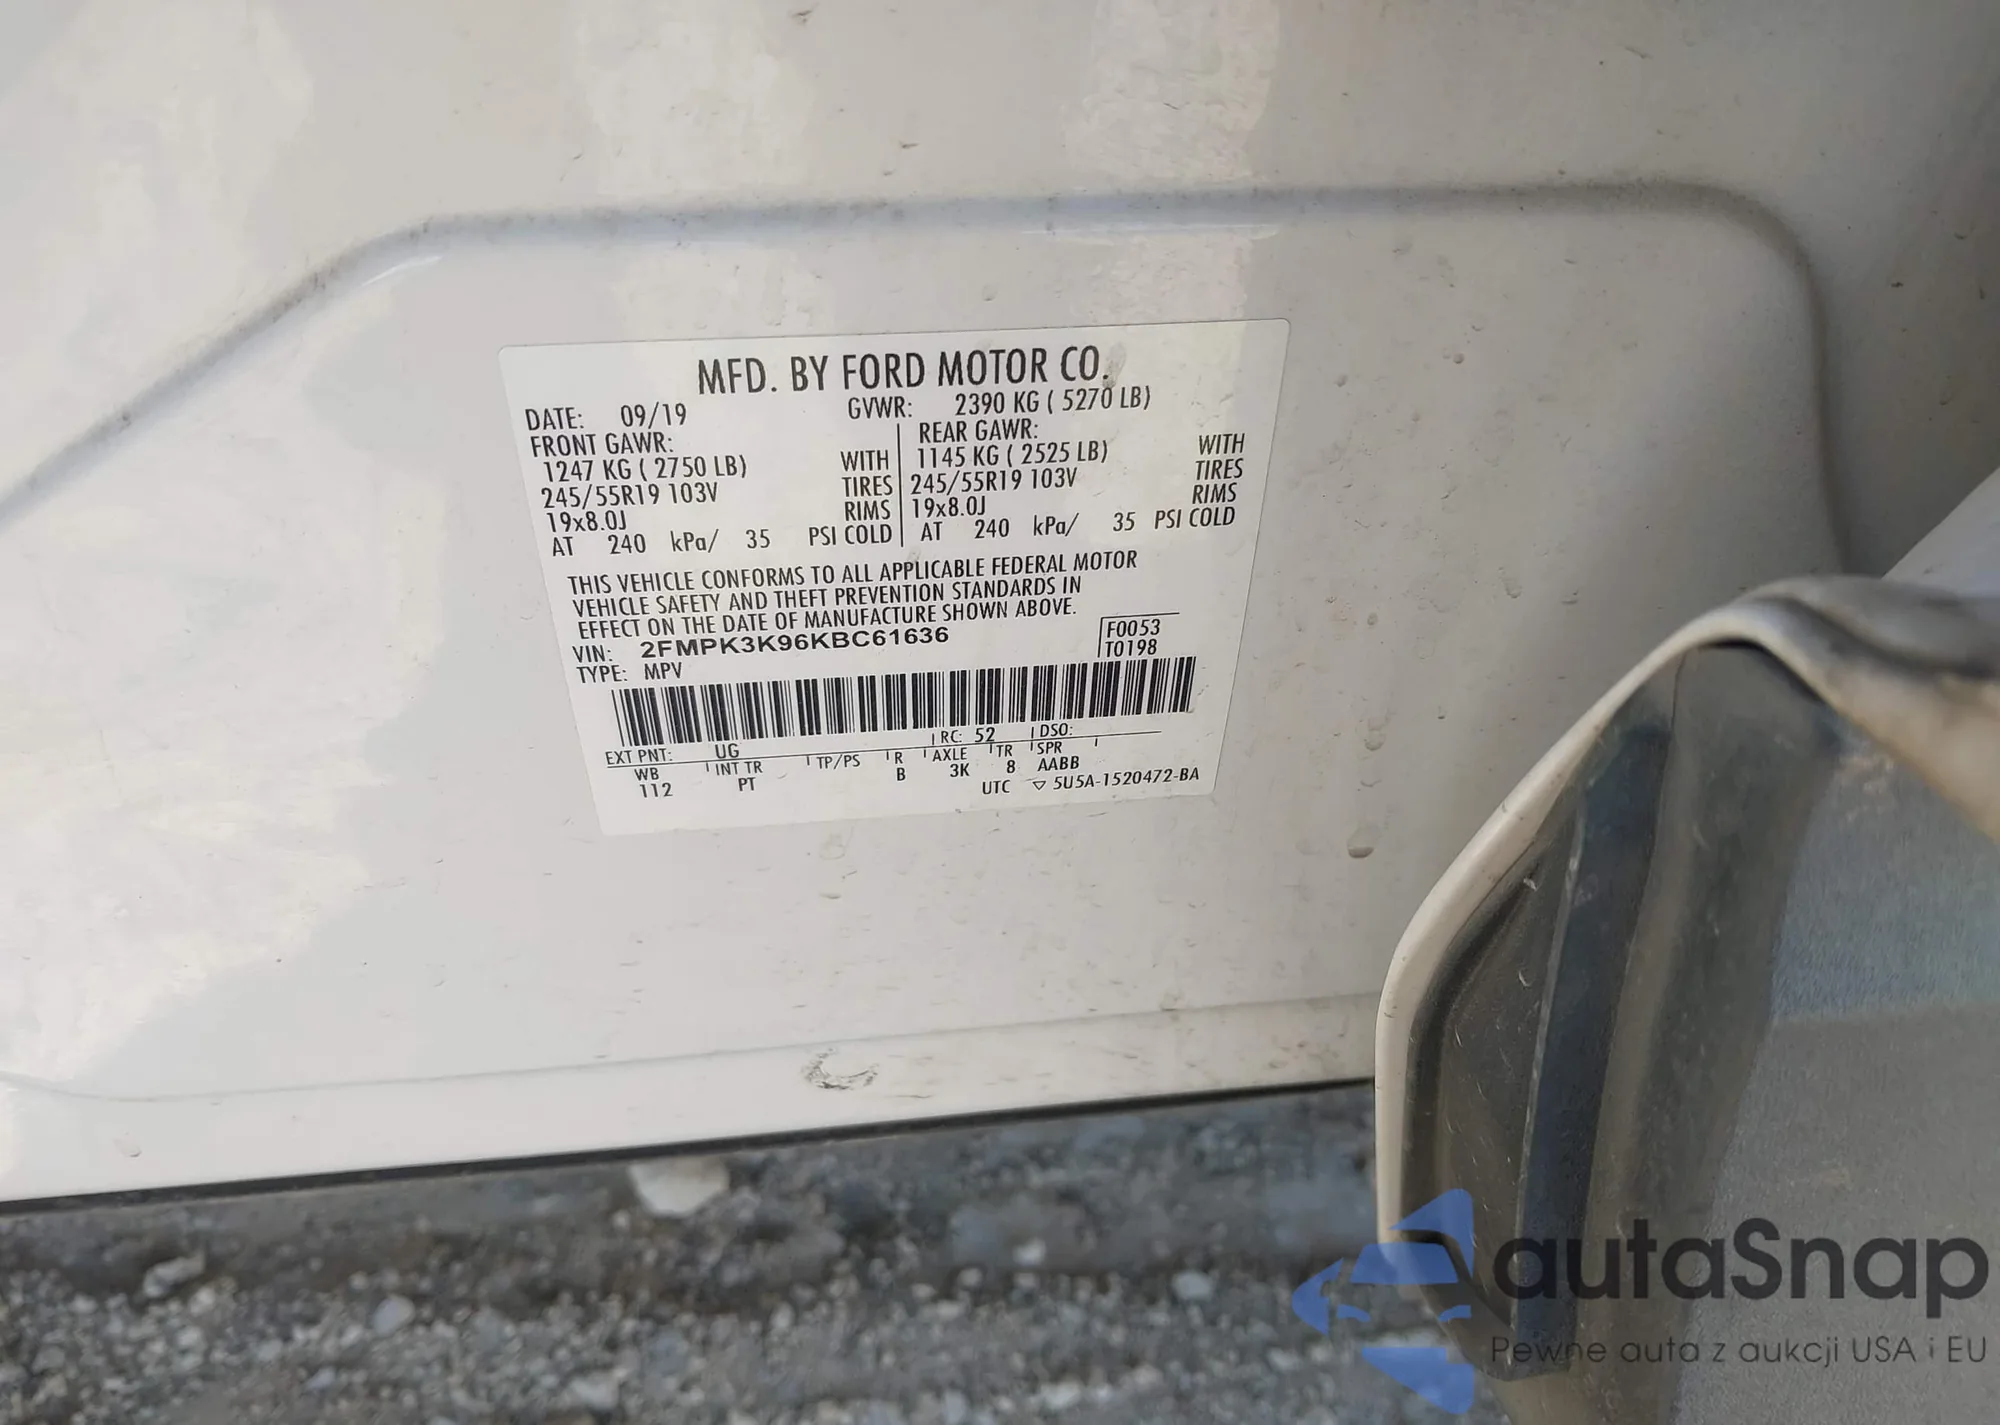 MFD. BY FORD MOTOR CO.
DATE: 09/19 GVWR: 2390 KG ( 5270 LB)
FRONT GAWR: REAR GAWR:
1247 KG ( 2750 LB) WITH 1145 KG ( 2525 LB) WITH
245/55R19 103V TIRES 245/55R19 103V TIRES
19x8.0J RIMS 19x8.0J RIMS
AT 240 kPa/ 35 PSI COLD AT 240 kPa/ 35 PSI COLD
THIS VEHICLE CONFORMS TO ALL APPLICABLE FEDERAL MOTOR
VEHICLE SAFETY AND THEFT PREVENTION STANDARDS IN
EFFECT ON THE DATE OF MANUFACTURE SHOWN ABOVE.
VIN: 2FMPK3K96KBC61636 F0053
TYPE: MPV T0198
EXT PNT: UG RC: 52 DSO:
WB INT TR TP/PS R AXLE TR SPR
112 PT B 3K 8 AABB
UTC ▽ 5U5A-1520472-BA
autaSnap
Pewne auta z aukcji USA i EU